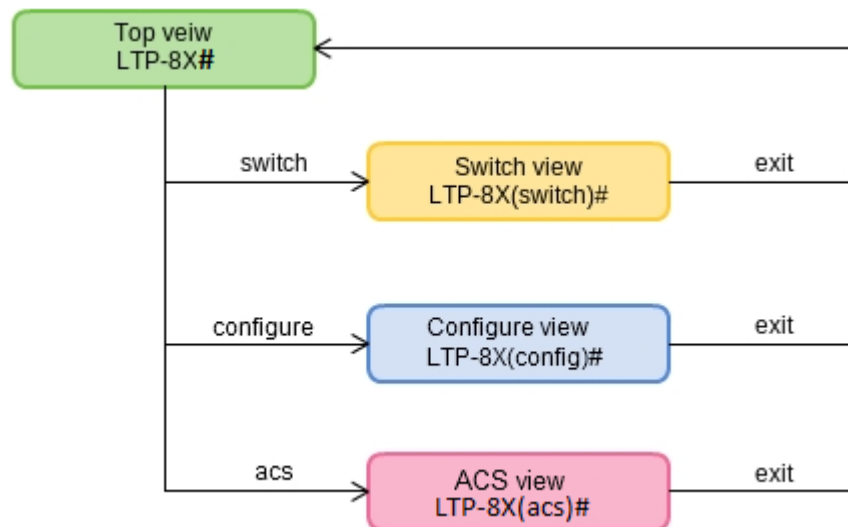 Top veiw
LTP-8X#
switch
Switch view
LTP-8X(switch)#
exit
configure
Configure view
LTP-8X(config)#
exit
acs
ACS view
LTP-8X(acs)#
exit